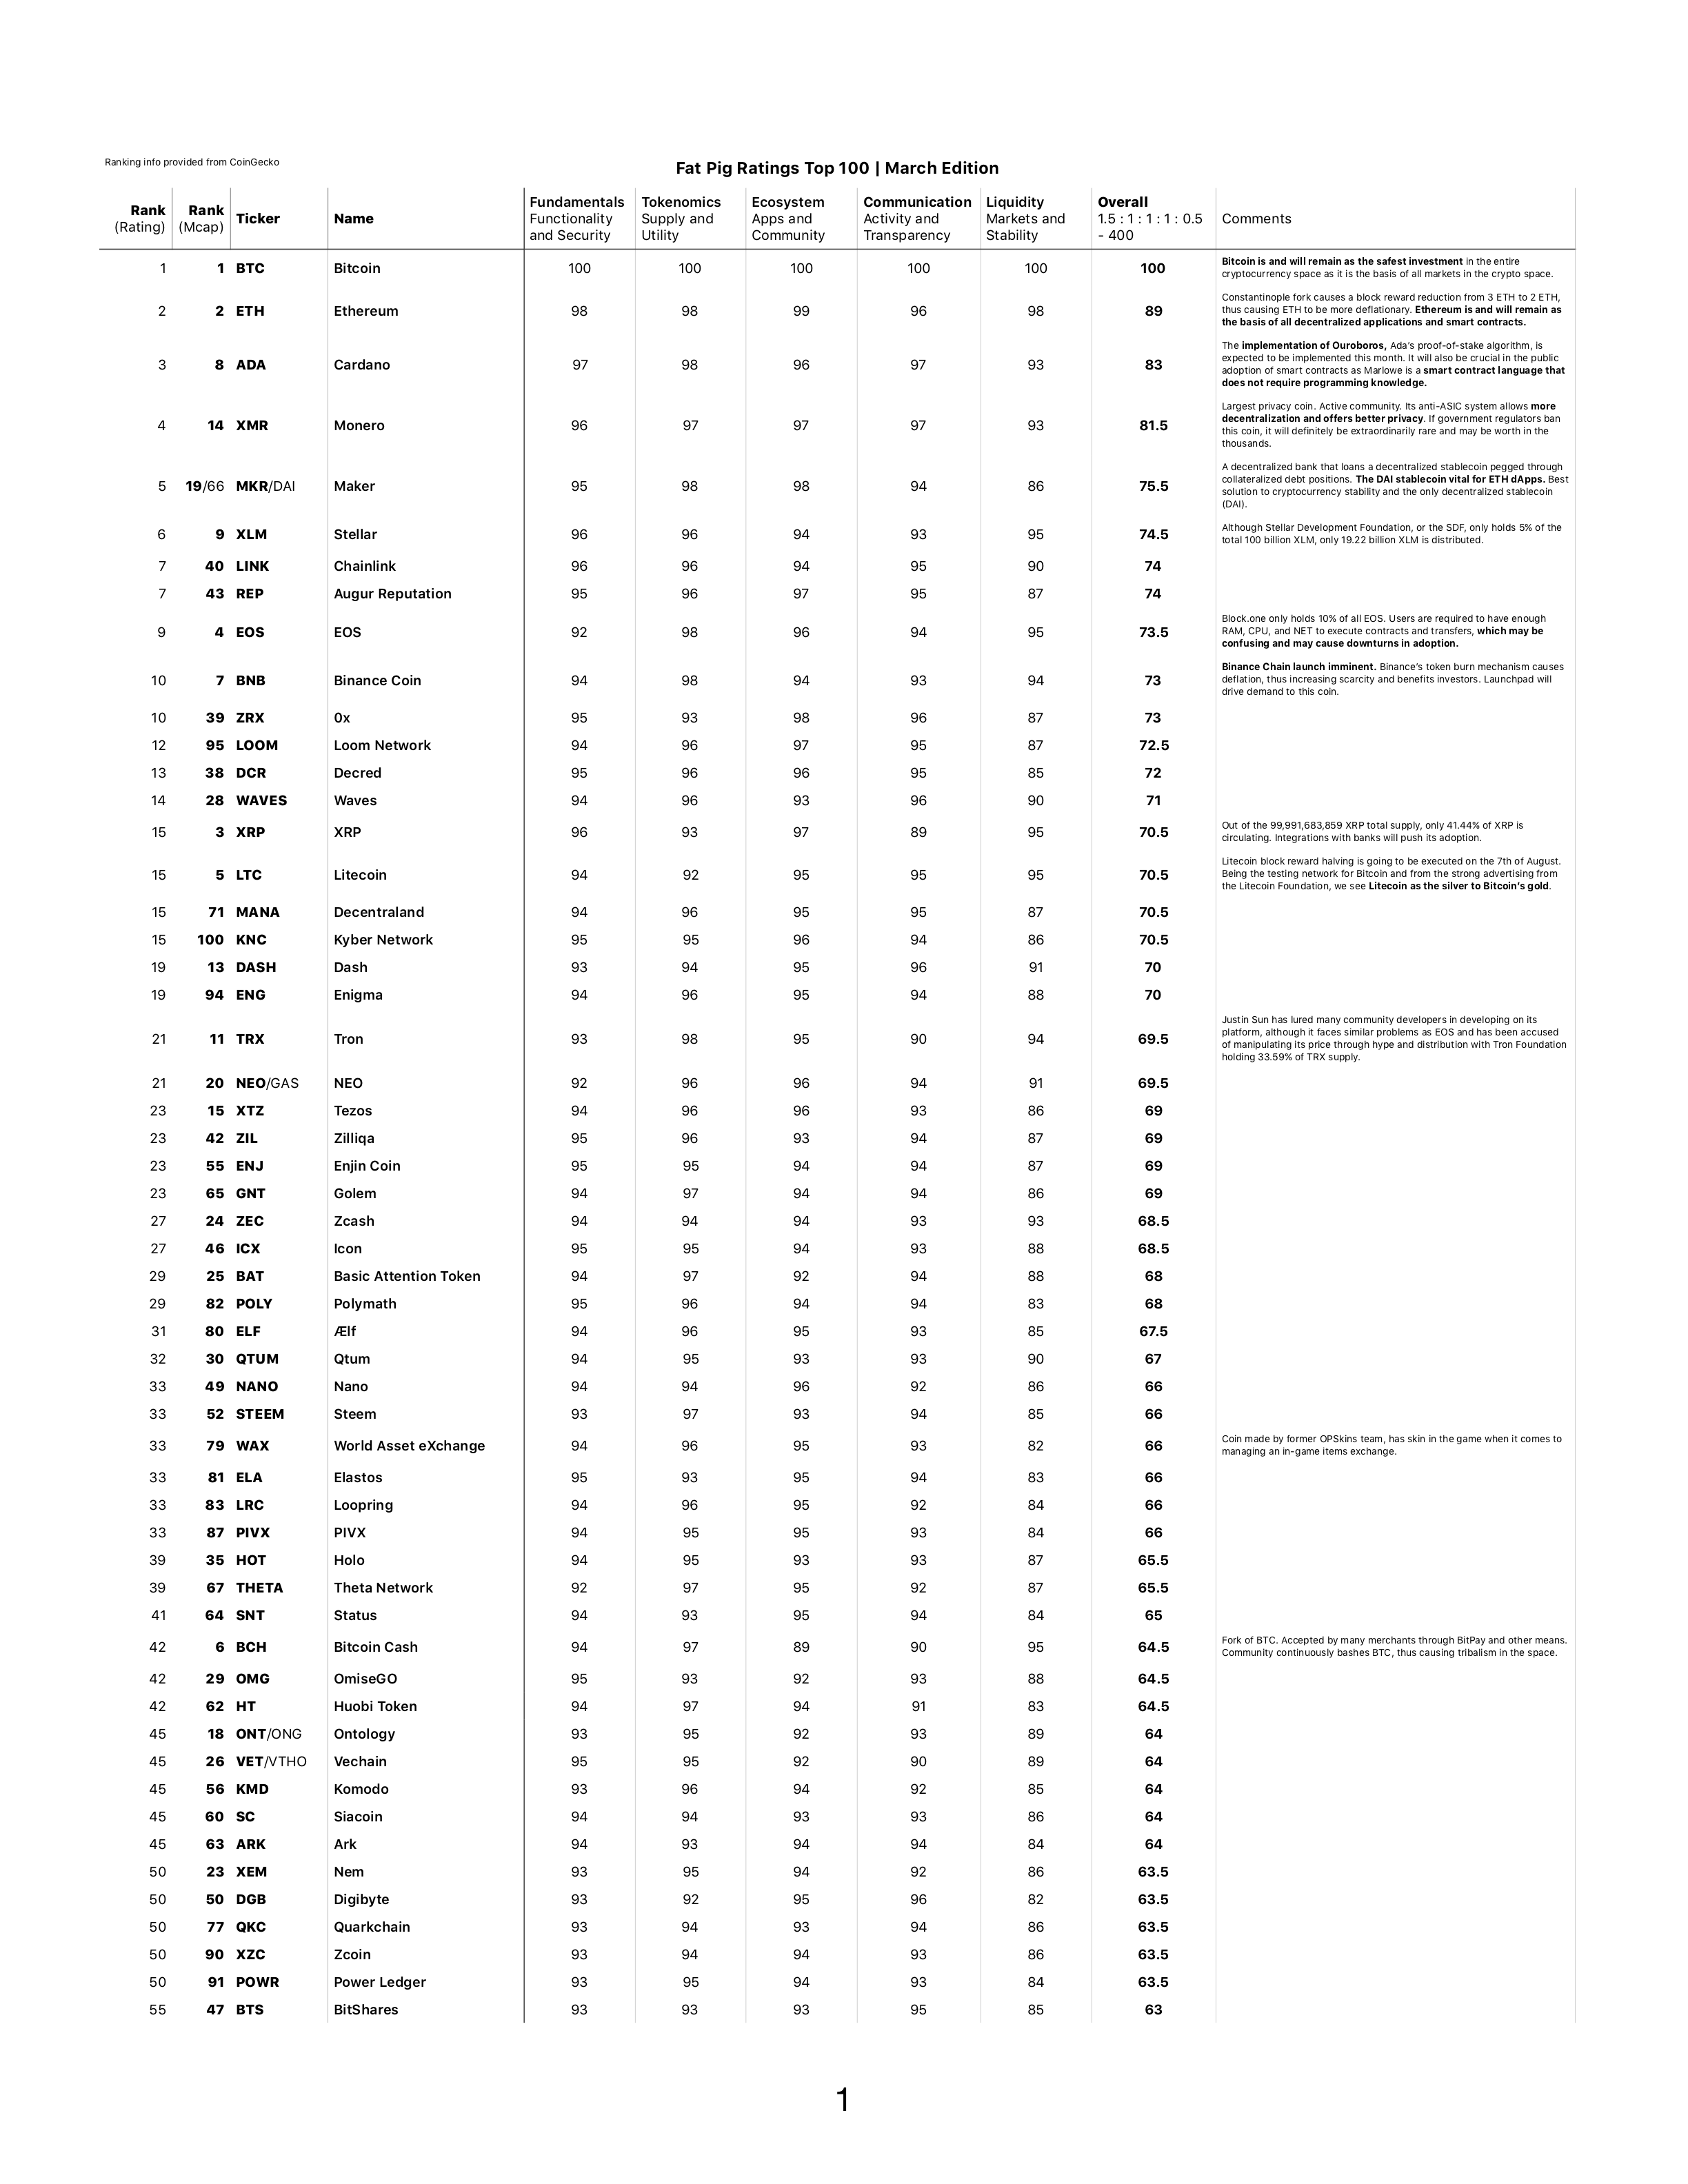 Ranking info provided from CoinGecko
Fat Pig Ratings Top 100 | March Edition
Rank (Rating) Rank (Mcap) Ticker Name Fundamentals Functionality and Security Tokenomics Supply and Utility Ecosystem Apps and Community Communication Activity and Transparency Liquidity Markets and Stability Overall 1.5 : 1 : 1 : 1 : 0.5 - 400 Comments
1 1 BTC Bitcoin 100 100 100 100 100 100 Bitcoin is and will remain as the safest investment in the entire
cryptocurrency space as it is the basis of all markets in the crypto space.
2 2 ETH Ethereum 98 98 99 96 98 89 Constantinople fork causes a block reward reduction from 3 ETH to 2 ETH,
thus causing ETH to be more deflationary. Ethereum is and will remain as
the basis of all decentralized applications and smart contracts.
3 8 ADA Cardano 97 98 96 97 93 83 The implementation of Ouroboros, Ada's proof-of-stake algorithm, is
expected to be implemented this month. It will also be crucial in the public
adoption of smart contracts as Marlowe is a smart contract language that
does not require programming knowledge.
4 14 XMR Monero 96 97 97 97 93 81.5 Largest privacy coin. Active community. Its anti-ASIC system allows more
decentralization and offers better privacy. If government regulators ban
this coin, it will definitely be extraordinarily rare and may be worth in the
thousands.
5 19/66 MKR/DAI Maker 95 98 98 94 86 75.5 A decentralized bank that loans a decentralized stablecoin pegged through
collateralized debt positions. The DAI stablecoin vital for ETH dApps. Best
solution to cryptocurrency stability and the only decentralized stablecoin
(DAI).
6 9 XLM Stellar 96 96 94 93 95 74.5 Although Stellar Development Foundation, or the SDF, only holds 5% of the
total 100 billion XLM, only 19.22 billion XLM is distributed.
7 40 LINK Chainlink 96 96 94 95 90 74
7 43 REP Augur Reputation 95 96 97 95 87 74
9 4 EOS EOS 92 98 96 94 95 73.5 Block.one only holds 10% of all EOS. Users are required to have enough
RAM, CPU, and NET to execute contracts and transfers, which may be
confusing and may cause downturns in adoption.
10 7 BNB Binance Coin 94 98 94 93 94 73 Binance Chain launch imminent. Binance's token burn mechanism causes
deflation, thus increasing scarcity and benefits investors. Launchpad will
drive demand to this coin.
10 39 ZRX 0x 95 93 98 96 87 73
12 95 LOOM Loom Network 94 96 97 95 87 72.5
13 38 DCR Decred 95 96 96 95 85 72
14 28 WAVES Waves 94 96 93 96 90 71
15 3 XRP XRP 96 93 97 89 95 70.5 Out of the 99,991,683,859 XRP total supply, only 41.44% of XRP is
circulating. Integrations with banks will push its adoption.
15 5 LTC Litecoin 94 92 95 95 95 70.5 Litecoin block reward halving is going to be executed on the 7th of August.
Being the testing network for Bitcoin and from the strong advertising from
the Litecoin Foundation, we see Litecoin as the silver to Bitcoin's gold.
15 71 MANA Decentraland 94 96 95 95 87 70.5
15 100 KNC Kyber Network 95 95 96 94 86 70.5
19 13 DASH Dash 93 94 95 96 91 70
19 94 ENG Enigma 94 96 95 94 88 70
21 11 TRX Tron 93 98 95 90 94 69.5 Justin Sun has lured many community developers in developing on its
platform, although it faces similar problems as EOS and has been accused
of manipulating its price through hype and distribution with Tron Foundation
holding 33.59% of TRX supply.
21 20 NEO/GAS NEO 92 96 96 94 91 69.5
23 15 XTZ Tezos 94 96 96 93 86 69
23 42 ZIL Zilliqa 95 96 93 94 87 69
23 55 ENJ Enjin Coin 95 95 94 94 87 69
23 65 GNT Golem 94 97 94 94 86 69
27 24 ZEC Zcash 94 94 94 93 93 68.5
27 46 ICX Icon 95 95 94 93 88 68.5
29 25 BAT Basic Attention Token 94 97 92 94 88 68
29 82 POLY Polymath 95 96 94 94 83 68
31 80 ELF Ælf 94 96 95 93 85 67.5
32 30 QTUM Qtum 94 95 93 93 90 67
33 49 NANO Nano 94 94 96 92 86 66
33 52 STEEM Steem 93 97 93 94 85 66
33 79 WAX World Asset eXchange 94 96 95 93 82 66 Coin made by former OPSkins team, has skin in the game when it comes to
managing an in-game items exchange.
33 81 ELA Elastos 95 93 95 94 83 66
33 83 LRC Loopring 94 96 95 92 84 66
33 87 PIVX PIVX 94 95 95 93 84 66
39 35 HOT Holo 94 95 93 93 87 65.5
39 67 THETA Theta Network 92 97 95 92 87 65.5
41 64 SNT Status 94 93 95 94 84 65
42 6 BCH Bitcoin Cash 94 97 89 90 95 64.5 Fork of BTC. Accepted by many merchants through BitPay and other means.
Community continuously bashes BTC, thus causing tribalism in the space.
42 29 OMG OmiseGO 95 93 92 93 88 64.5
42 62 HT Huobi Token 94 97 94 91 83 64.5
45 18 ONT/ONG Ontology 93 95 92 93 89 64
45 26 VET/VTHO Vechain 95 95 92 90 89 64
45 56 KMD Komodo 93 96 94 92 85 64
45 60 SC Siacoin 94 94 93 93 86 64
45 63 ARK Ark 94 93 94 94 84 64
50 23 XEM Nem 93 95 94 92 86 63.5
50 50 DGB Digibyte 93 92 95 96 82 63.5
50 77 QKC Quarkchain 93 94 93 94 86 63.5
50 90 XZC Zcoin 93 94 94 93 86 63.5
50 91 POWR Power Ledger 93 95 94 93 84 63.5
55 47 BTS BitShares 93 93 93 95 85 63
1